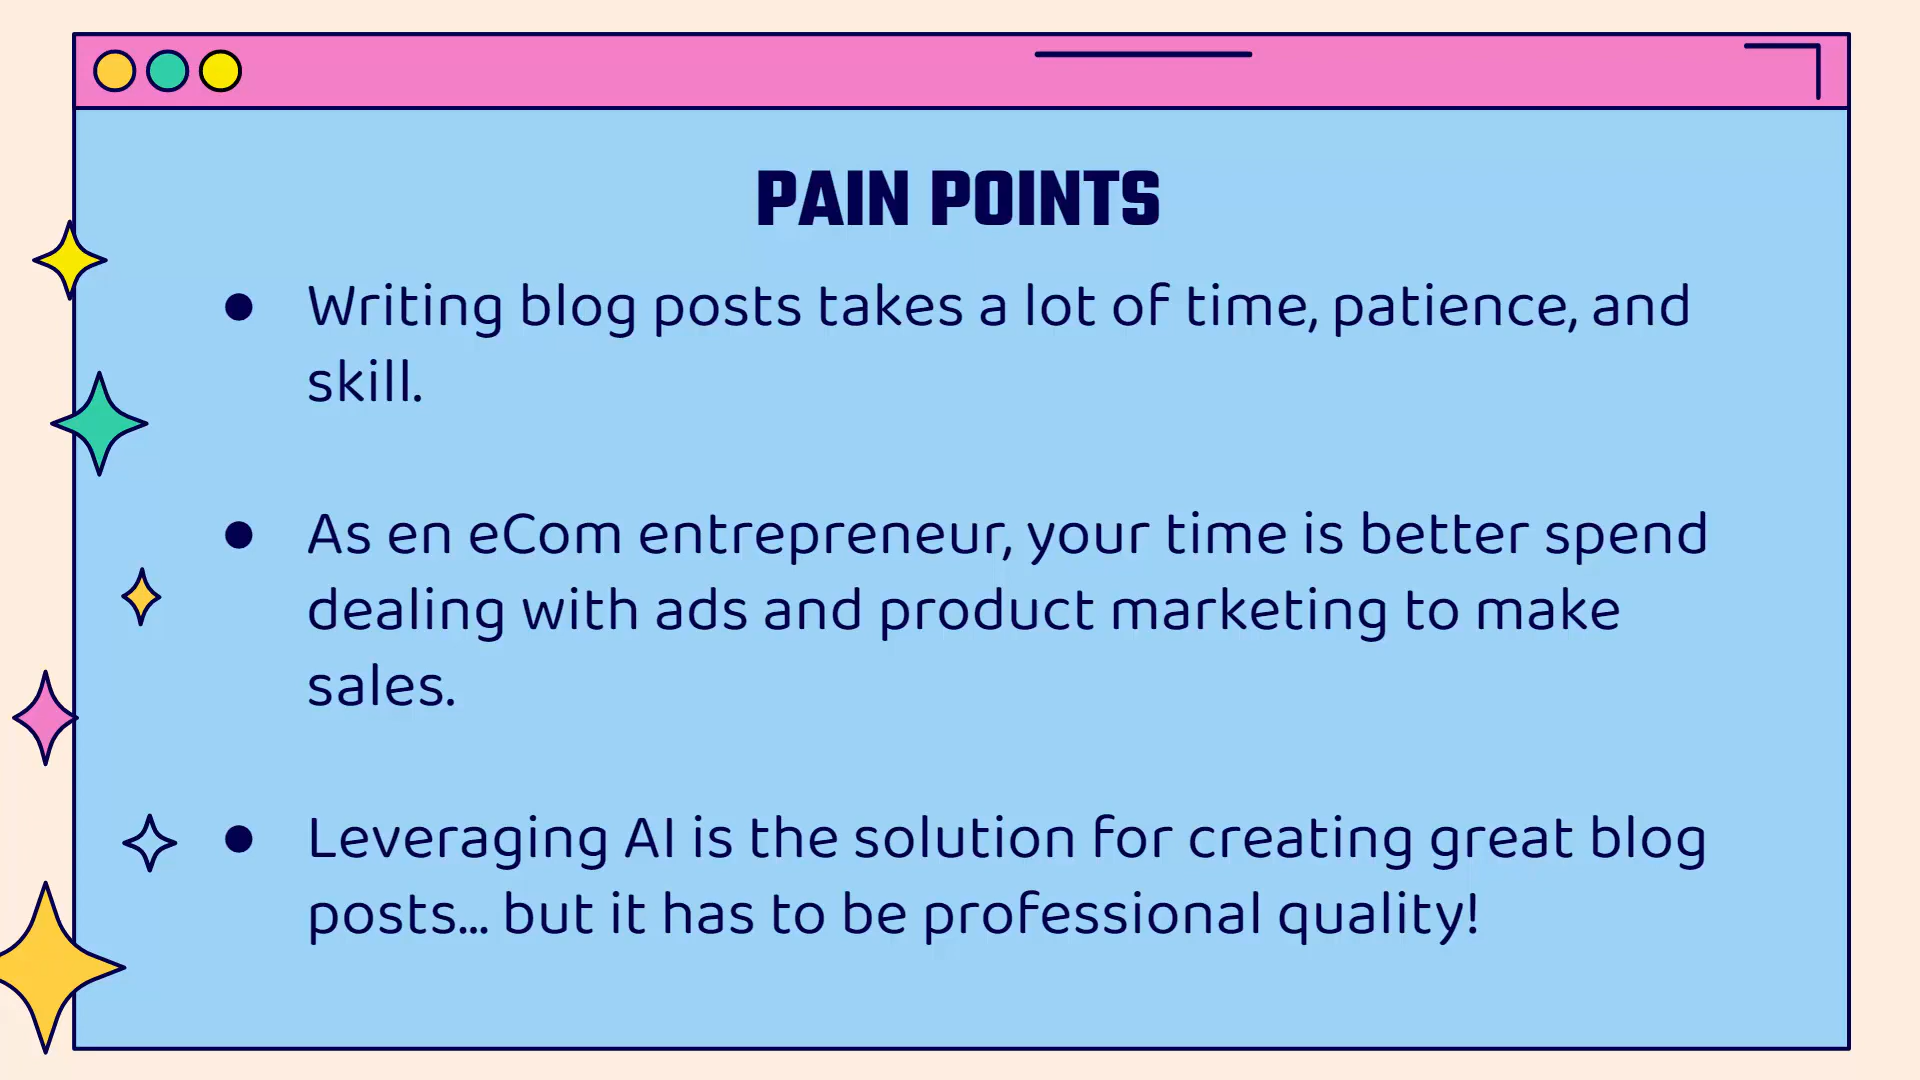 PAIN POINTS
● Writing blog posts takes a lot of time, patience, and
skill.
● As en eCom entrepreneur, your time is better spend
dealing with ads and product marketing to make
sales.
● Leveraging AI is the solution for creating great blog
posts... but it has to be professional quality!